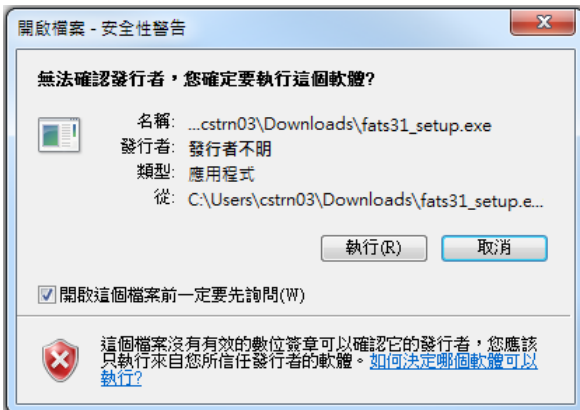 開啟檔案 - 安全性警告
無法確認發行者，您確定要執行這個軟體?
名稱: ...cstrn03\Downloads\fats31_setup.exe
發行者: 發行者不明
類型: 應用程式
從: C:\Users\cstrn03\Downloads\fats31_setup.e...
執行(R) 取消
開啟這個檔案前一定要先詢問(W)
這個檔案沒有有效的數位簽章可以確認它的發行者，您應該
只執行來自您所信任發行者的軟體。如何決定哪個軟體可以
執行?